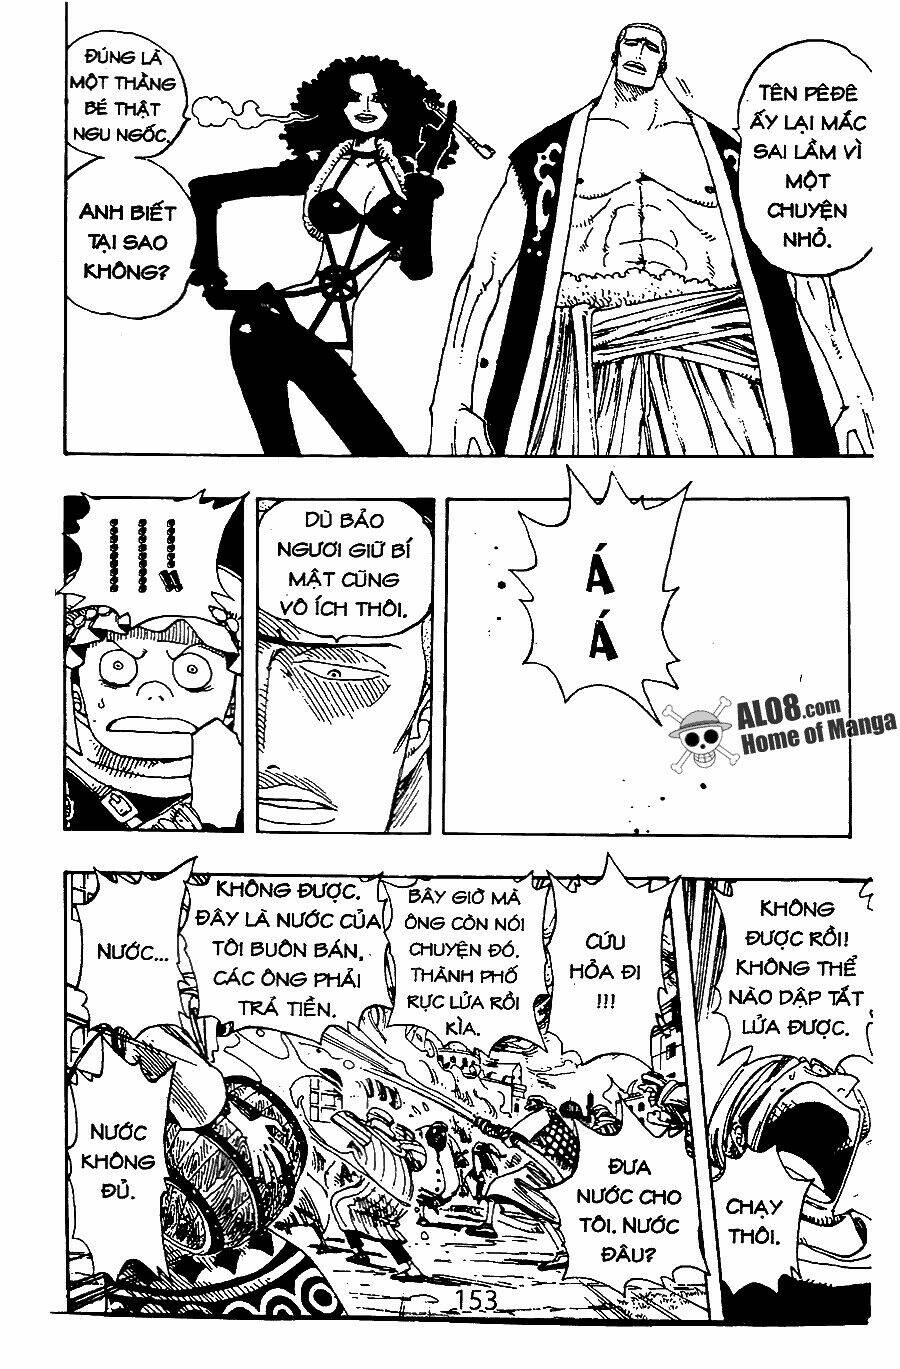 TÊN PÊĐÊ
ẤY LẠI MẮC
SAI LẦM VÌ
MỘT
CHUYỆN
NHỎ.
ĐÚNG LÀ
MỘT THẰNG
BÉ THẬT
NGU NGỐC.
ANH BIẾT
TẠI SAO
KHÔNG?
Á
Á
DÙ BẢO
NGƯƠI GIỮ BÍ
MẬT CŨNG
VÔ ÍCH THÔI.
ALO8.com
Home of Manga
KHÔNG
ĐƯỢC RỒI!
KHÔNG THỂ
NÀO DẬP TẮT
LỬA ĐƯỢC.
CHẠY
THÔI.
CỨU
HỎA ĐI
!!!
ĐƯA
NƯỚC CHO
TÔI. NƯỚC
ĐÂU?
BÂY GIỜ MÀ
ÔNG CÒN NÓI
CHUYỆN ĐÓ.
THÀNH PHỐ
RỰC LỬA RỒI
KÌA.
KHÔNG ĐƯỢC.
ĐÂY LÀ NƯỚC CỦA
TÔI BUÔN BÁN,
CÁC ÔNG PHẢI
TRẢ TIỀN.
NƯỚC...
NƯỚC
KHÔNG
ĐỦ.
153